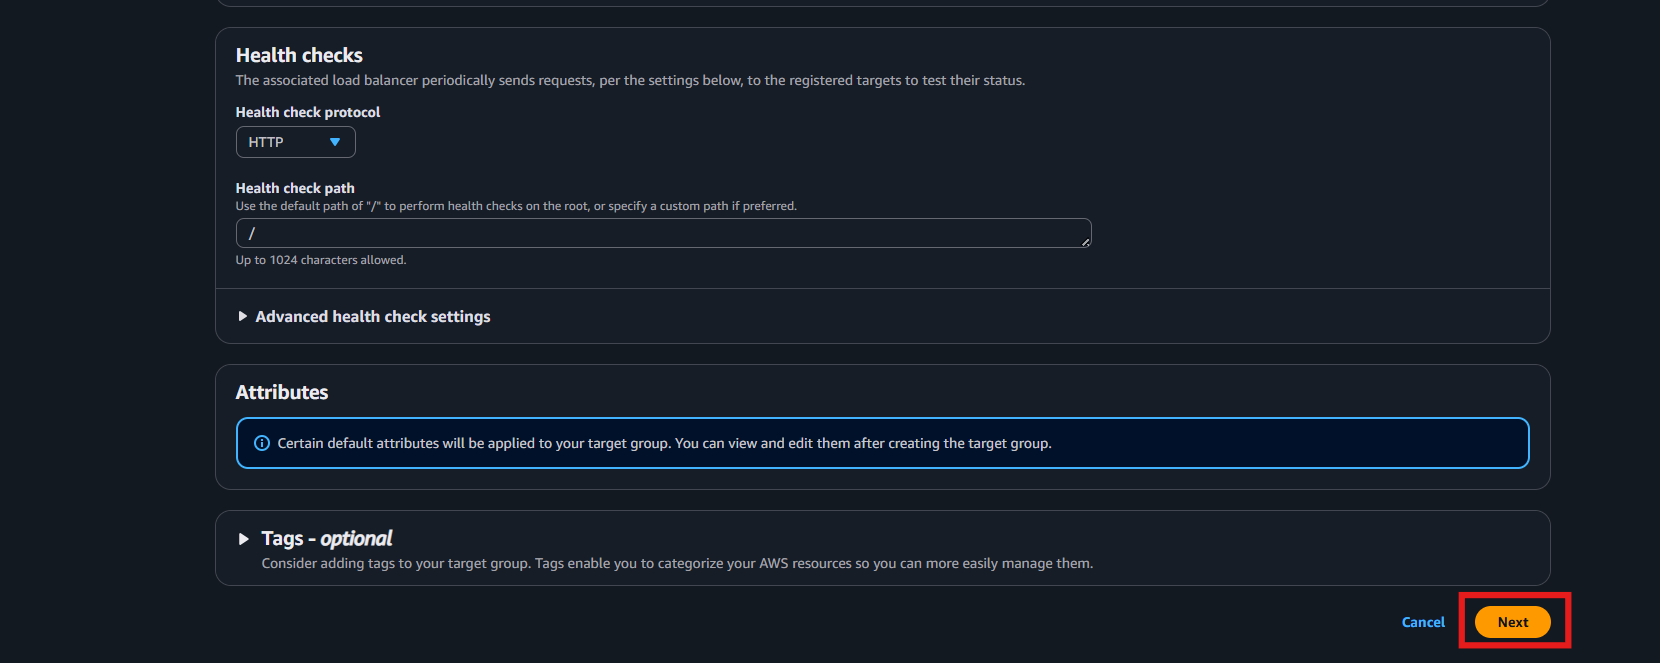 Health checks
The associated load balancer periodically sends requests, per the settings below, to the registered targets to test their status.
Health check protocol
HTTP
Health check path
Use the default path of "/" to perform health checks on the root, or specify a custom path if preferred.
/
Up to 1024 characters allowed.
Advanced health check settings
Attributes
Certain default attributes will be applied to your target group. You can view and edit them after creating the target group.
Tags - optional
Consider adding tags to your target group. Tags enable you to categorize your AWS resources so you can more easily manage them.
Cancel Next